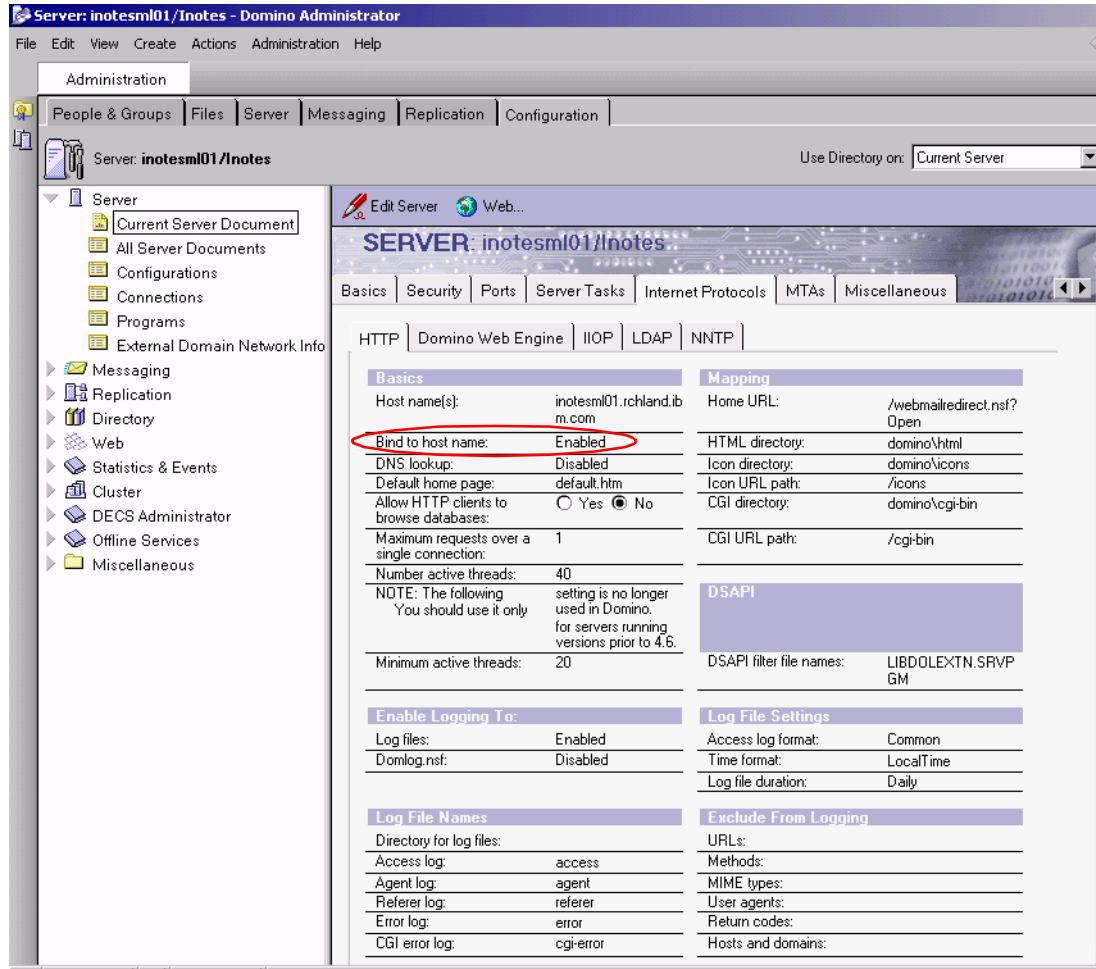 Server: inotesml01/Inotes - Domino Administrator
File Edit View Create Actions Administration Help
Administration
People & Groups Files Server Messaging Replication Configuration
Server: inotesml01/Inotes
Use Directory on: Current Server
Server
Current Server Document
All Server Documents
Configurations
Connections
Programs
External Domain Network Info
Messaging
Replication
Directory
Web
Statistics & Events
Cluster
DECS Administrator
Offline Services
Miscellaneous
Edit Server Web...
SERVER: inotesml01/Inotes
Basics Security Ports Server Tasks Internet Protocols MTAs Miscellaneous
HTTP Domino Web Engine IIOP LDAP NNTP
Basics
Host name(s): inotesml01.rchland.ib
m.com
Bind to host name: Enabled
DNS lookup: Disabled
Default home page: default.htm
Allow HTTP clients to Yes No
browse databases:
Maximum requests over a 1
single connection:
Number active threads: 40
NOTE: The following setting is no longer
You should use it only used in Domino.
for servers running
versions prior to 4.6.
Minimum active threads: 20
Mapping
Home URL: /webmailredirect.nsf?
Open
HTML directory: domino\html
Icon directory: domino\icons
Icon URL path: /icons
CGI directory: domino\cgi-bin
CGI URL path: /cgi-bin
DSAPI
DSAPI filter file names: LIBDOLEXTN.SRVP
GM
Enable Logging To:
Log files: Enabled
Domlog.nsf: Disabled
Log File Settings
Access log format: Common
Time format: LocalTime
Log file duration: Daily
Log File Names
Directory for log files:
Access log: access
Agent log: agent
Referer log: referer
Error log: error
CGI error log: cgi-error
Exclude From Logging
URLs:
Methods:
MIME types:
User agents:
Return codes:
Hosts and domains: